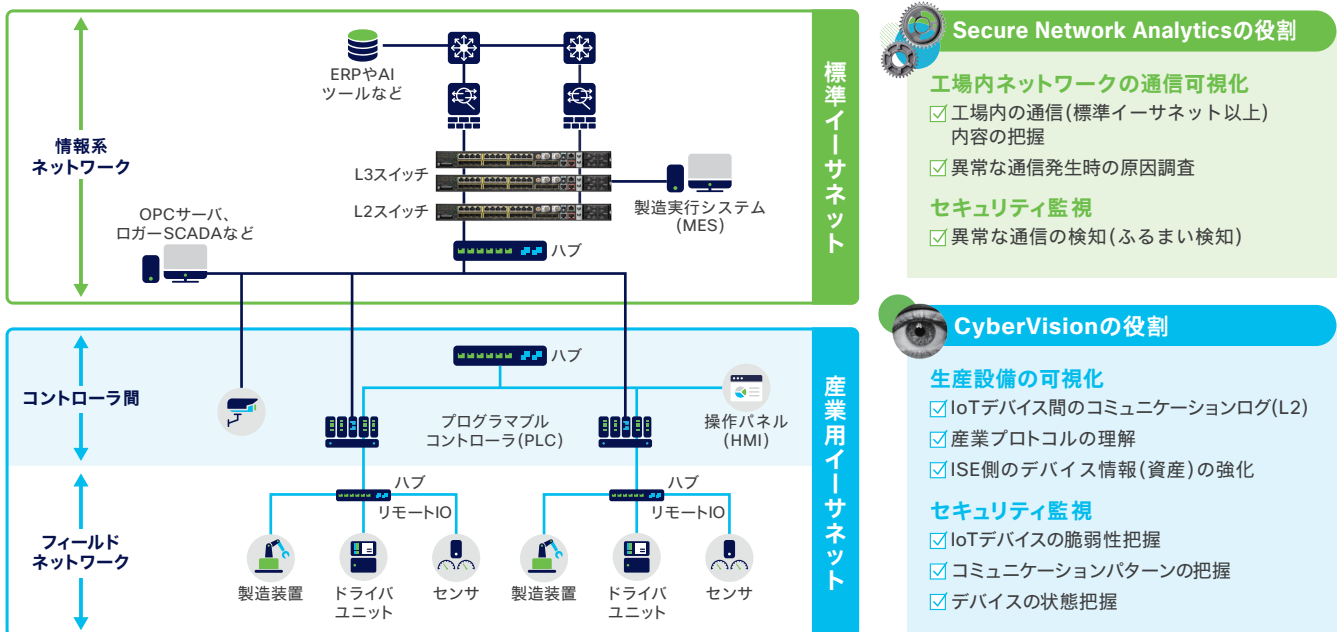 ERPやAI
ツールなど
情報系
ネットワーク
L3スイッチ
L2スイッチ
製造実行システム
(MES)
OPCサーバ、
ロガーSCADAなど
ハブ
標準イーサネット
コントローラ間
ハブ
プログラマブル
コントローラ(PLC)
操作パネル
(HMI)
フィールド
ネットワーク
ハブ
リモートIO
ハブ
リモートIO
製造装置
ドライバ
ユニット
センサ
製造装置
ドライバ
ユニット
センサ
産業用イーサネット
Secure Network Analyticsの役割
工場内ネットワークの通信可視化
工場内の通信(標準イーサネット以上)
内容の把握
異常な通信発生時の原因調査
セキュリティ監視
異常な通信の検知(ふるまい検知)
CyberVisionの役割
生産設備の可視化
IoTデバイス間のコミュニケーションログ(L2)
産業プロトコルの理解
ISE側のデバイス情報(資産)の強化
セキュリティ監視
IoTデバイスの脆弱性把握
コミュニケーションパターンの把握
デバイスの状態把握